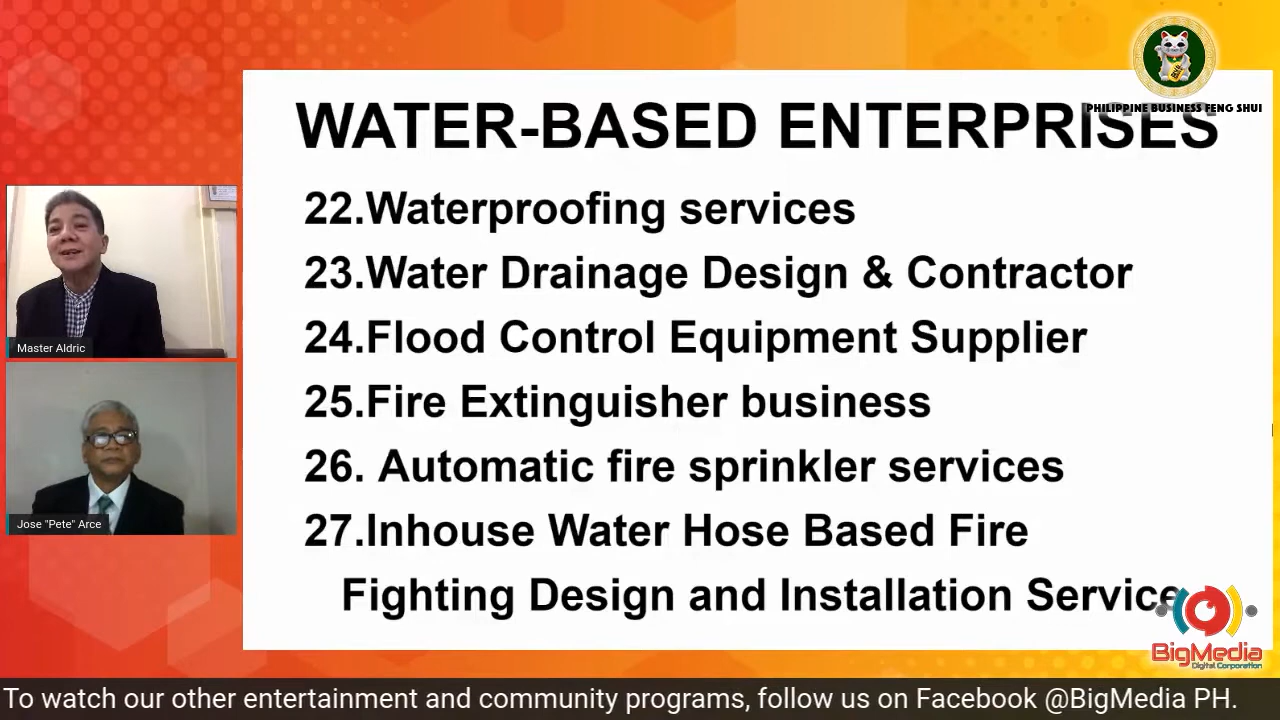 PHILIPPINE BUSINESS FENG SHUI
WATER-BASED ENTERPRISES
22.Waterproofing services
23.Water Drainage Design & Contractor
24.Flood Control Equipment Supplier
25.Fire Extinguisher business
26. Automatic fire sprinkler services
27.Inhouse Water Hose Based Fire
Fighting Design and Installation Service
Master Aldric
Jose "Pete" Arce
BigMedia
Digital Corporation
To watch our other entertainment and community programs, follow us on Facebook @BigMedia PH.